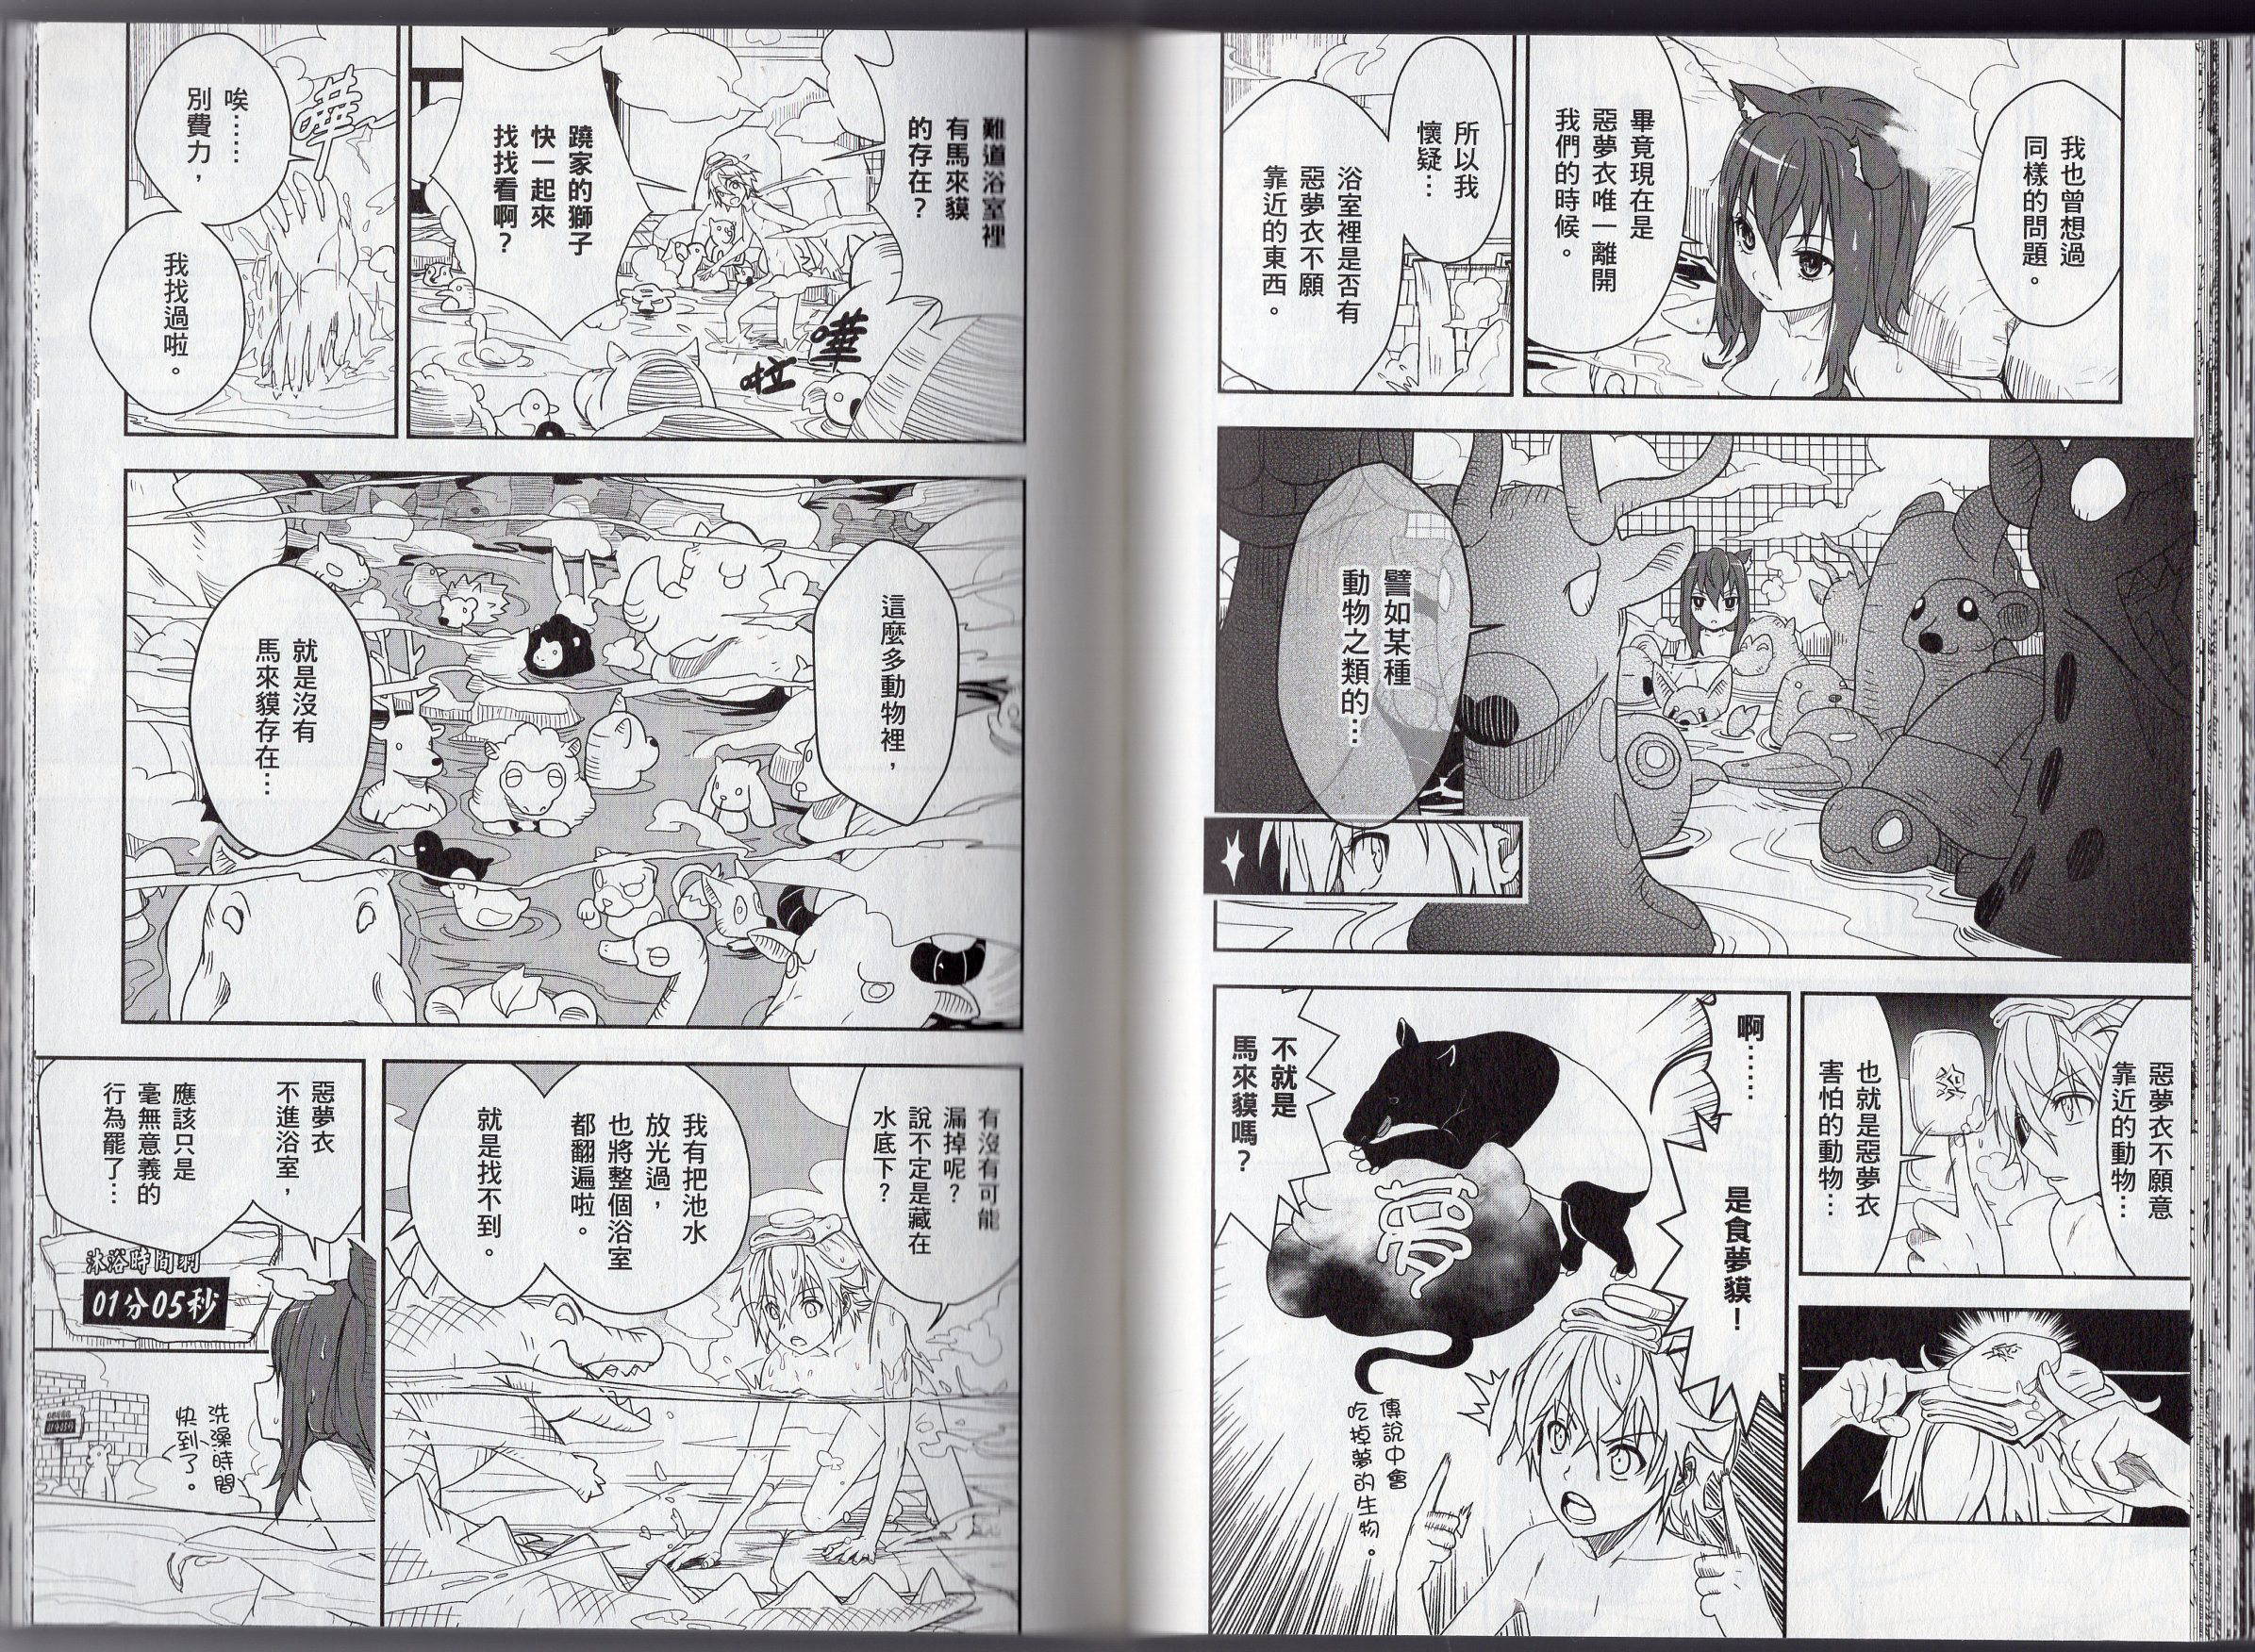 我也曾想過
同樣的問題。
畢竟現在是
惡夢衣唯一離開
我們的時候。
所以我
懷疑…
浴室裡是否有
惡夢衣不願
靠近的東西。
譬如某種
動物之類的…
惡夢衣不願意
靠近的動物…
也就是惡夢衣
害怕的動物…
啊……
是食夢貘！
夢
不就是
馬來貘嗎？
傳說中會
吃掉夢的生物。
難道浴室裡
有馬來貘
的存在？
蹺家的獅子
快一起來
找找看啊？
嘩
啦
嘩
唉……
別費力，
我找過啦。
這麼多動物裡，
就是沒有
馬來貘存在…
有沒有可能
漏掉呢？
說不定是藏在
水底下？
我有把池水
放光過，
也將整個浴室
都翻遍啦。
就是找不到。
惡夢衣
不進浴室，
應該只是
毫無意義的
行為罷了…
沐浴時間剩
01分05秒
洗澡時間
快到了。